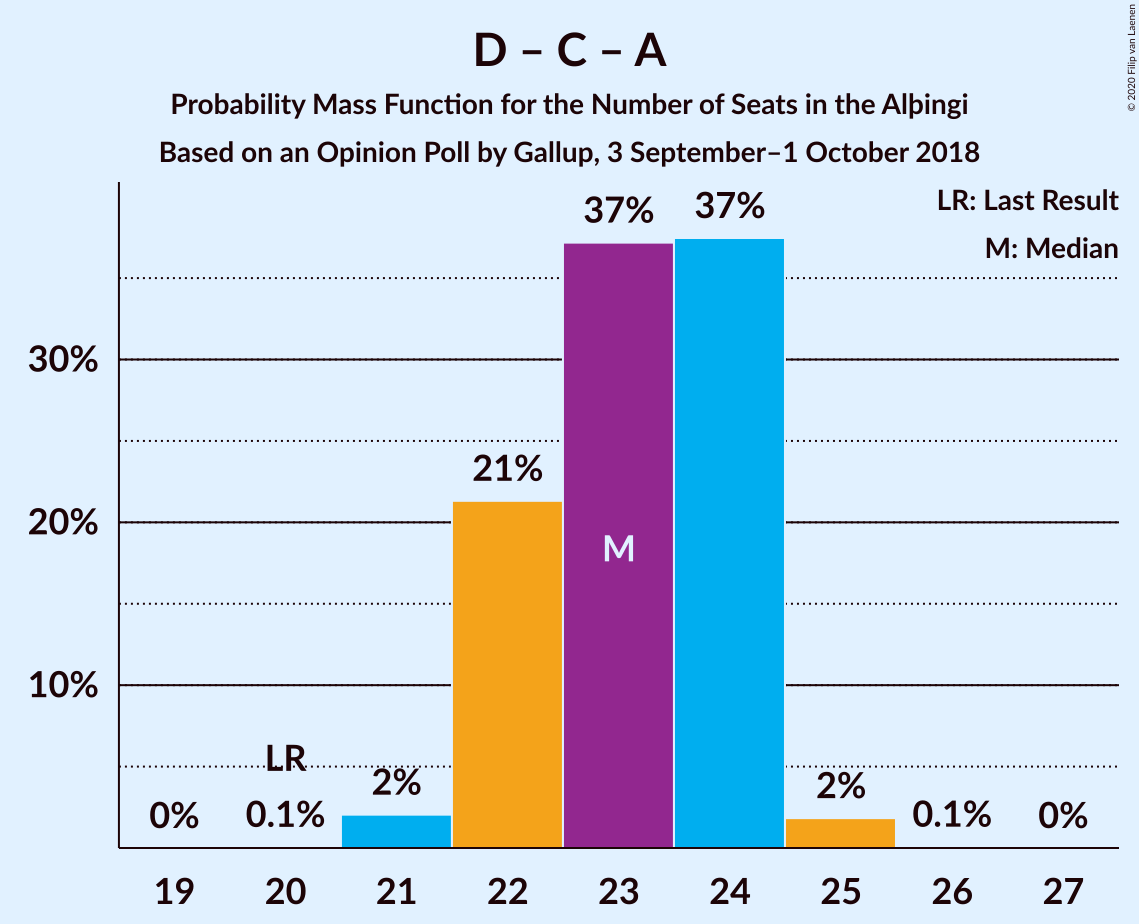 D – C – A
Probability Mass Function for the Number of Seats in the Alþingi
Based on an Opinion Poll by Gallup, 3 September–1 October 2018
© 2020 Filip van Laenen
LR: Last Result
M: Median
37%
37%
30%
21%
20%
M
10%
LR
2%
2%
0%
0.1%
0.1%
0%
19
20
21
22
23
24
25
26
27